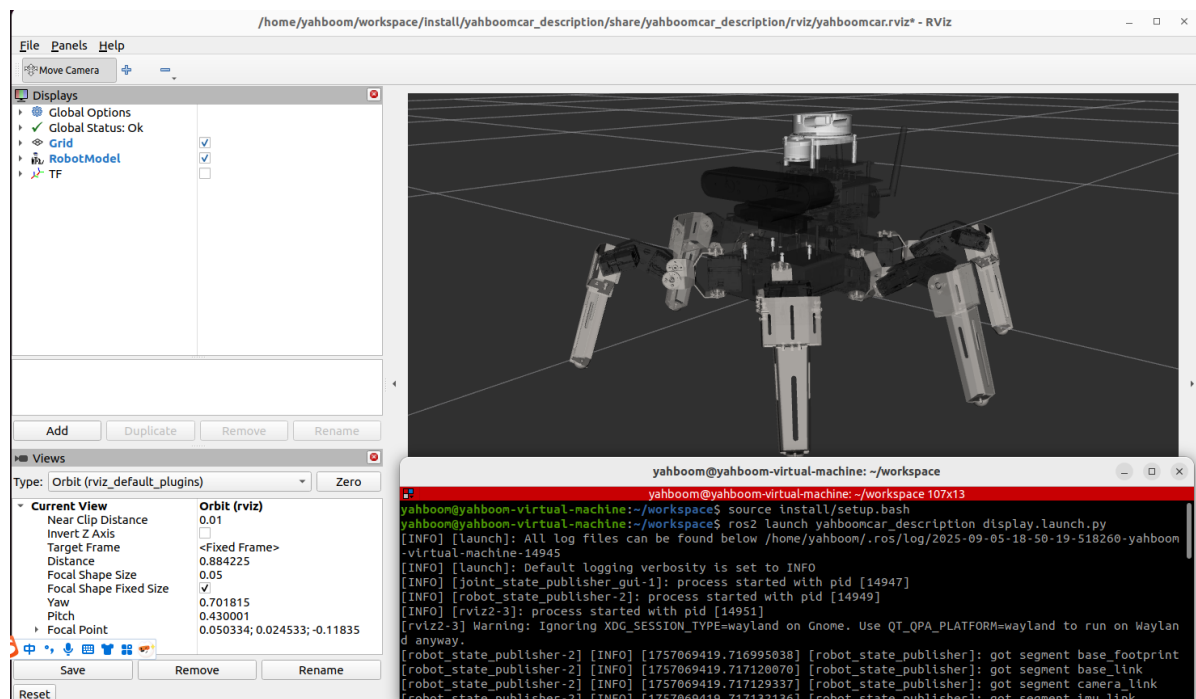 /home/yahboom/workspace/install/yahboomcar_description/share/yahboomcar_description/rviz/yahboomcar.rviz* - RViz
File Panels Help
Move Camera
Displays
Global Options
Global Status: Ok
Grid
RobotModel
TF
Add Duplicate Remove Rename
Views
Type: Orbit (rviz_default_plugins) Zero
Current View Orbit (rviz)
Near Clip Distance 0.01
Invert Z Axis
Target Frame <Fixed Frame>
Distance 0.884225
Focal Shape Size 0.05
Focal Shape Fixed Size
Yaw 0.701815
Pitch 0.430001
Focal Point 0.050334; 0.024533; -0.11835
中
Save Remove Rename
Reset
yahboom@yahboom-virtual-machine: ~/workspace
yahboom@yahboom-virtual-machine: ~/workspace 107x13
yahboom@yahboom-virtual-machine:~/workspace$ source install/setup.bash
yahboom@yahboom-virtual-machine:~/workspace$ ros2 launch yahboomcar_description display.launch.py
[INFO] [launch]: All log files can be found below /home/yahboom/.ros/log/2025-09-05-18-50-19-518260-yahboom
-virtual-machine-14945
[INFO] [launch]: Default logging verbosity is set to INFO
[INFO] [joint_state_publisher_gui-1]: process started with pid [14947]
[INFO] [robot_state_publisher-2]: process started with pid [14949]
[INFO] [rviz2-3]: process started with pid [14951]
[rviz2-3] Warning: Ignoring XDG_SESSION_TYPE=wayland on Gnome. Use QT_QPA_PLATFORM=wayland to run on Waylan
d anyway.
[robot_state_publisher-2] [INFO] [1757069419.716995038] [robot_state_publisher]: got segment base_footprint
[robot_state_publisher-2] [INFO] [1757069419.717120070] [robot_state_publisher]: got segment base_link
[robot_state_publisher-2] [INFO] [1757069419.717129337] [robot_state_publisher]: got segment camera_link
[robot_state_publisher-2] [INFO] [1757069419.717132136] [robot_state_publisher]: got segment imu_link